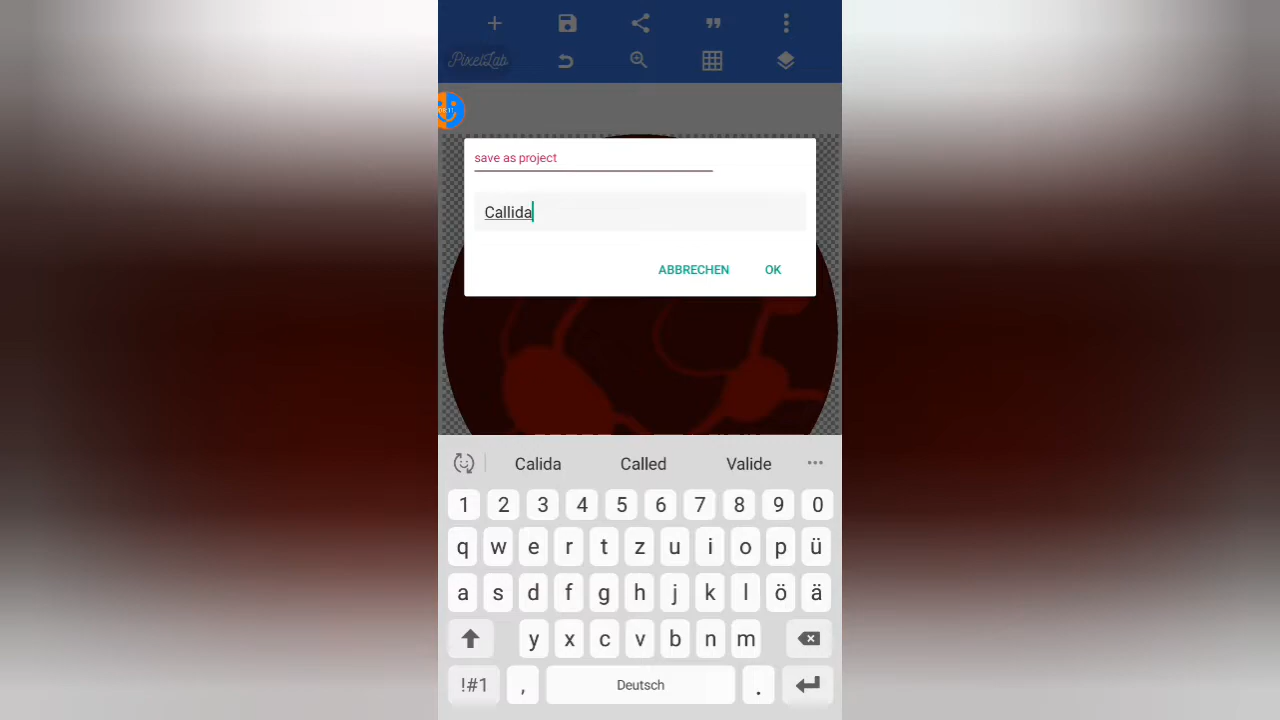 PixelLab
save as project
Callida
ABBRECHEN OK
Calida Called Valide
1 2 3 4 5 6 7 8 9 0
q w e r t z u i o p ü
a s d f g h j k l ö ä
y x c v b n m
!#1 , Deutsch .